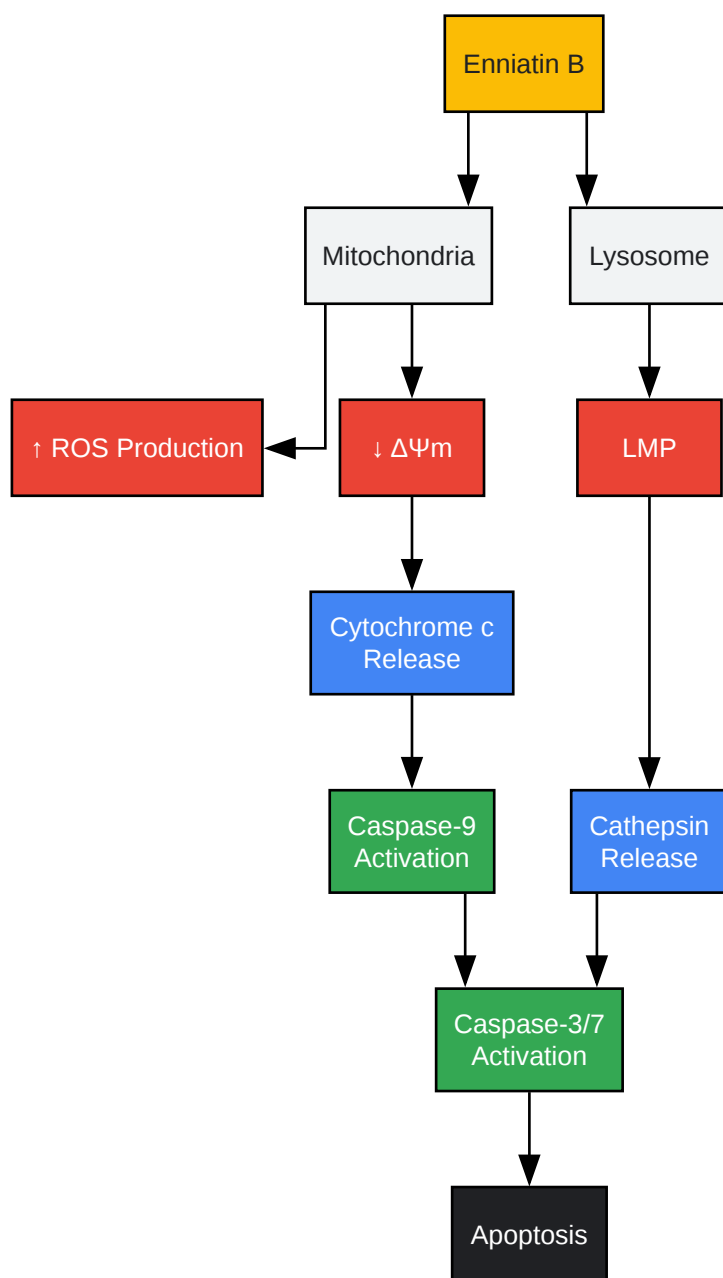 Enniatin B
Mitochondria
Lysosome
↑ ROS Production
↓ ΔΨm
LMP
Cytochrome c
Release
Caspase-9
Activation
Cathepsin
Release
Caspase-3/7
Activation
Apoptosis